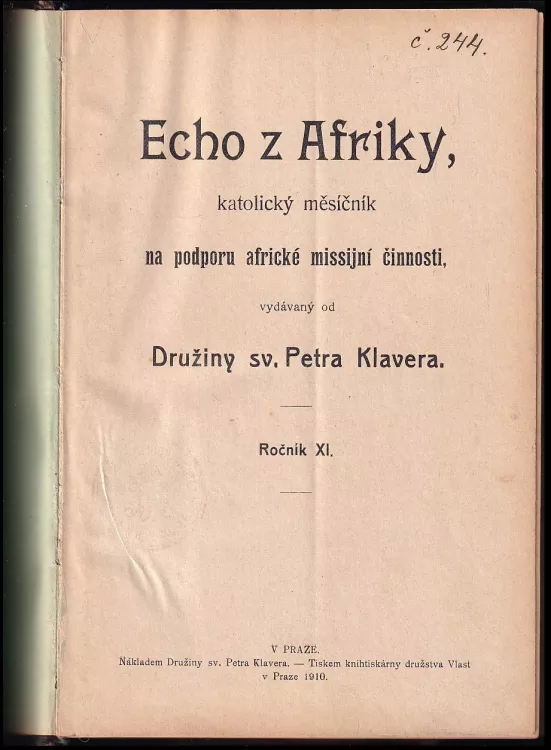 č. 244.
Echo z Afriky,
katolický měsíčník
na podporu africké missijní činnosti,
vydávaný od
Družiny sv. Petra Klavera.
Ročník XI.
V PRAZE.
Nákladem Družiny sv. Petra Klavera. — Tiskem knihtiskárny družstva Vlast
v Praze 1910.